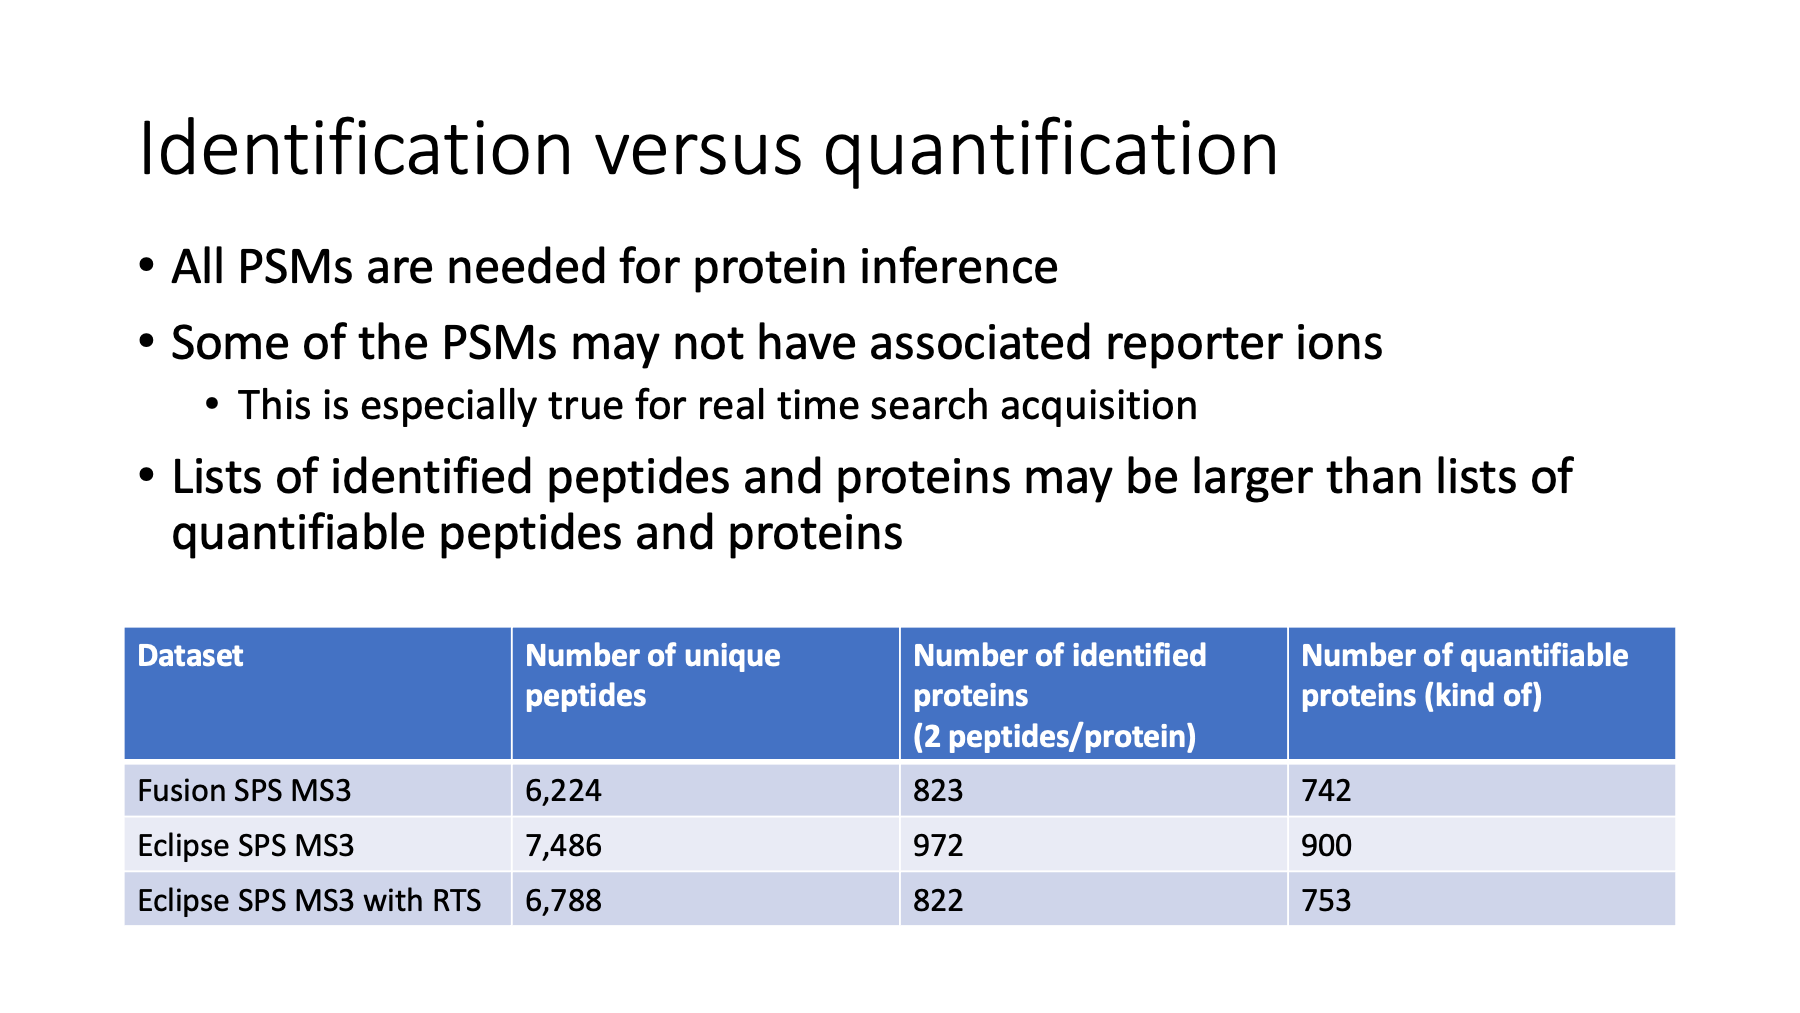 Identification versus quantification
• All PSMs are needed for protein inference
• Some of the PSMs may not have associated reporter ions
• This is especially true for real time search acquisition
• Lists of identified peptides and proteins may be larger than lists of
quantifiable peptides and proteins
Dataset
Number of unique
peptides
Number of identified
proteins
(2 peptides/protein)
Number of quantifiable
proteins (kind of)
Fusion SPS MS3 6,224 823 742
Eclipse SPS MS3 7,486 972 900
Eclipse SPS MS3 with RTS 6,788 822 753